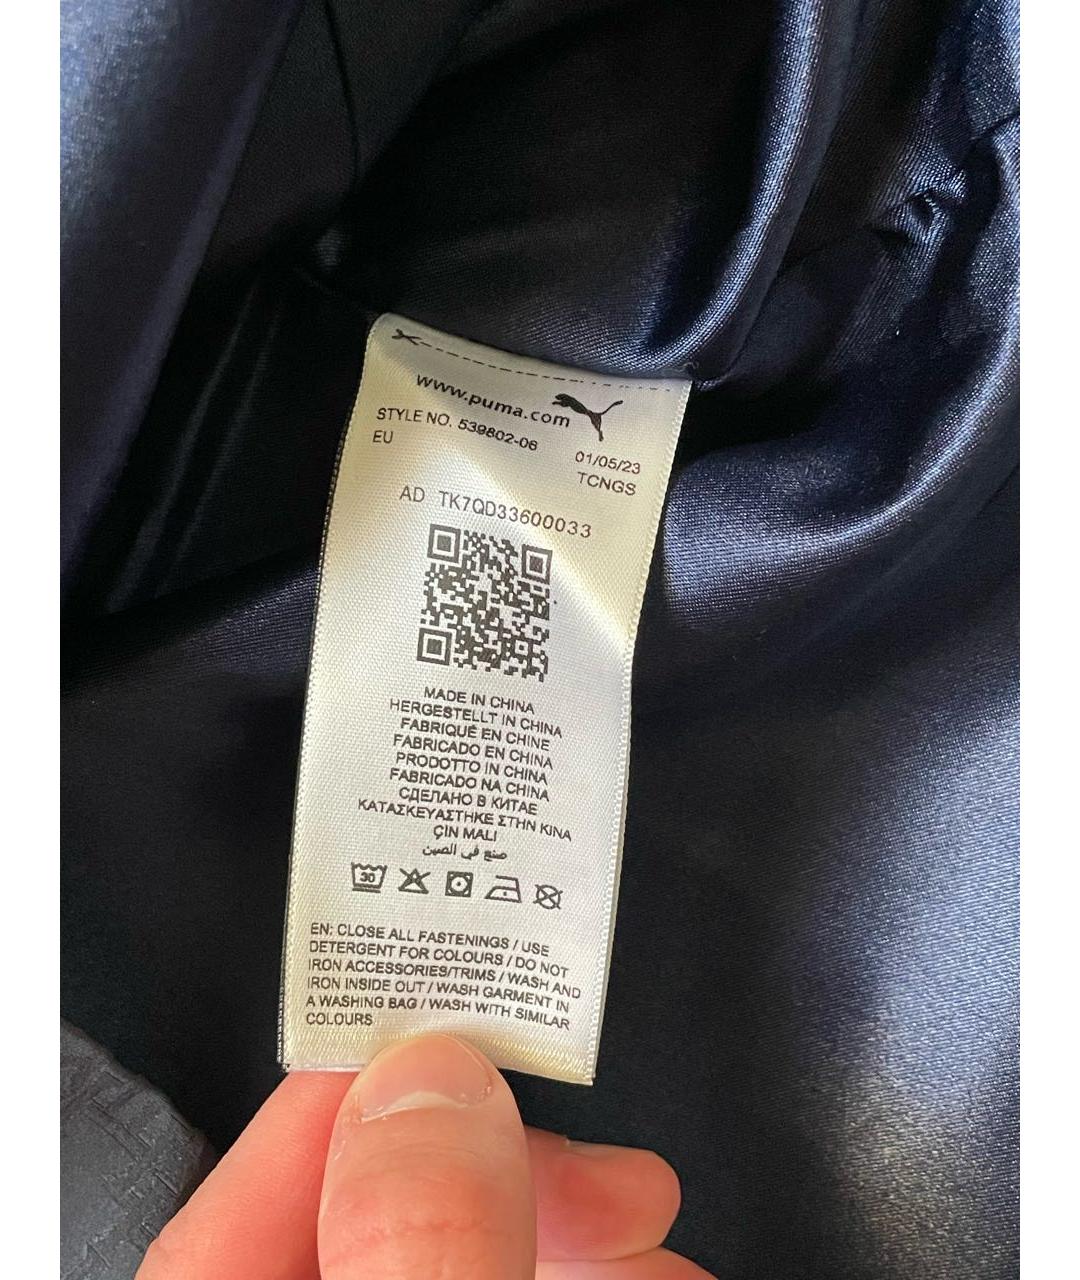 www.puma.com
STYLE NO. 539802-06
EU
01/05/23
TCNGS
AD TK7QD33600033
MADE IN CHINA
HERGESTELLT IN CHINA
FABRIQUÉ EN CHINE
FABRICADO EN CHINA
PRODOTTO IN CHINA
FABRICADO NA CHINA
СДЕЛАНО В КИТАЕ
ΚΑΤΑΣΚΕΥΑΣΤΗΚΕ ΣΤΗΝ ΚΙΝΑ
ÇIN MALI
صنع في الصين
30
EN: CLOSE ALL FASTENINGS / USE
DETERGENT FOR COLOURS / DO NOT
IRON ACCESSORIES/TRIMS / WASH AND
IRON INSIDE OUT / WASH GARMENT IN
A WASHING BAG / WASH WITH SIMILAR
COLOURS